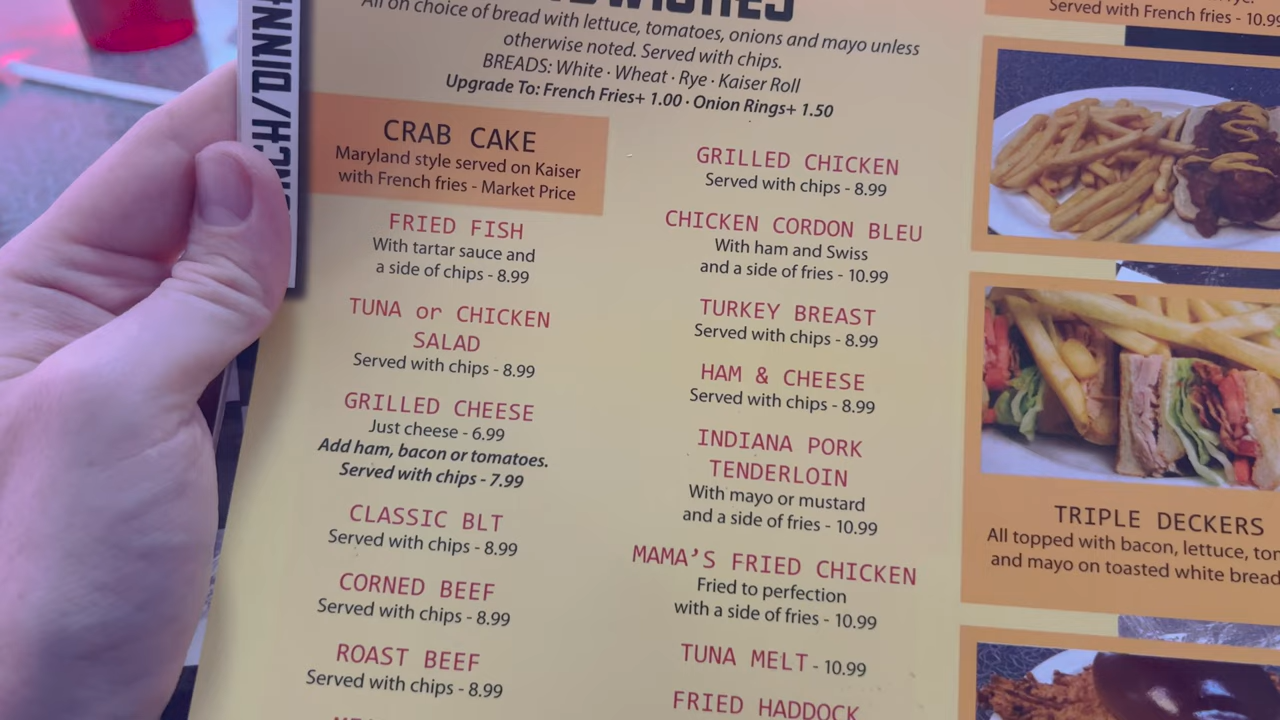 All on choice of bread with lettuce, tomatoes, onions and mayo unless
otherwise noted. Served with chips.
BREADS: White · Wheat · Rye · Kaiser Roll
Upgrade To: French Fries+ 1.00 · Onion Rings+ 1.50
CRAB CAKE
Maryland style served on Kaiser
with French fries - Market Price
FRIED FISH
With tartar sauce and
a side of chips - 8.99
TUNA or CHICKEN
SALAD
Served with chips - 8.99
GRILLED CHEESE
Just cheese - 6.99
Add ham, bacon or tomatoes.
Served with chips - 7.99
CLASSIC BLT
Served with chips - 8.99
CORNED BEEF
Served with chips - 8.99
ROAST BEEF
Served with chips - 8.99
GRILLED CHICKEN
Served with chips - 8.99
CHICKEN CORDON BLEU
With ham and Swiss
and a side of fries - 10.99
TURKEY BREAST
Served with chips - 8.99
HAM & CHEESE
Served with chips - 8.99
INDIANA PORK
TENDERLOIN
With mayo or mustard
and a side of fries - 10.99
MAMA'S FRIED CHICKEN
Fried to perfection
with a side of fries - 10.99
TUNA MELT - 10.99
FRIED HADDOCK
Served with French fries - 10.99
TRIPLE DECKERS
All topped with bacon, lettuce,
and mayo on toasted white bread